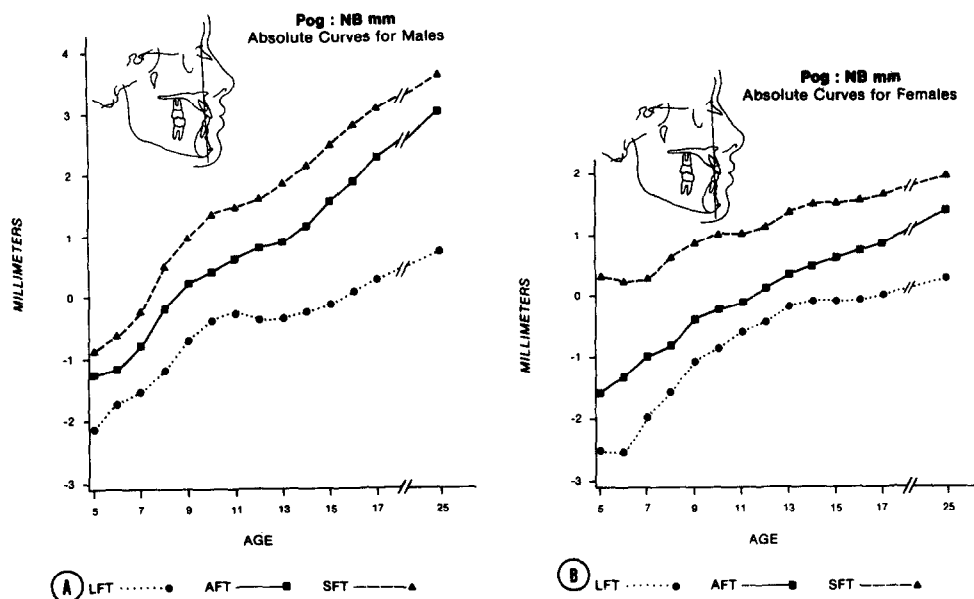 Pog : NB mm
Absolute Curves for Males
4
3
2
1
0
-1
-2
-3
MILLIMETERS
5 7 9 11 13 15 17 25
AGE
A LFT AFT SFT
Pog : NB mm
Absolute Curves for Females
2
1
0
-1
-2
-3
MILLIMETERS
5 7 9 11 13 15 17 25
AGE
B LFT AFT SFT